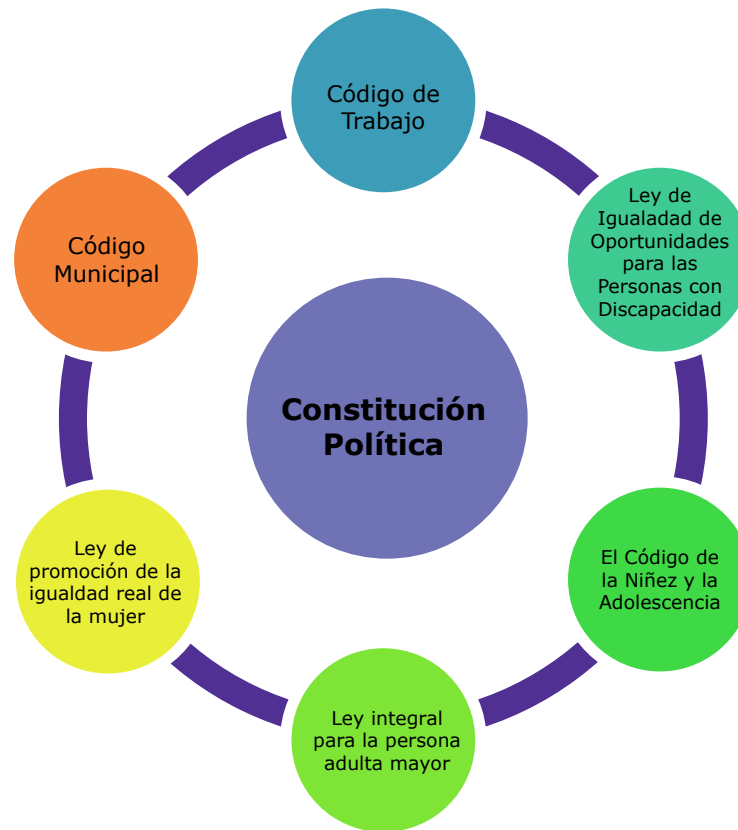 Código de
Trabajo
Ley de
Igualadad de
Oportunidades
para las
Personas con
Discapacidad
El Código de
la Niñez y la
Adolescencia
Ley integral
para la persona
adulta mayor
Ley de
promoción de la
igualdad real de
la mujer
Código
Municipal
Constitución
Política